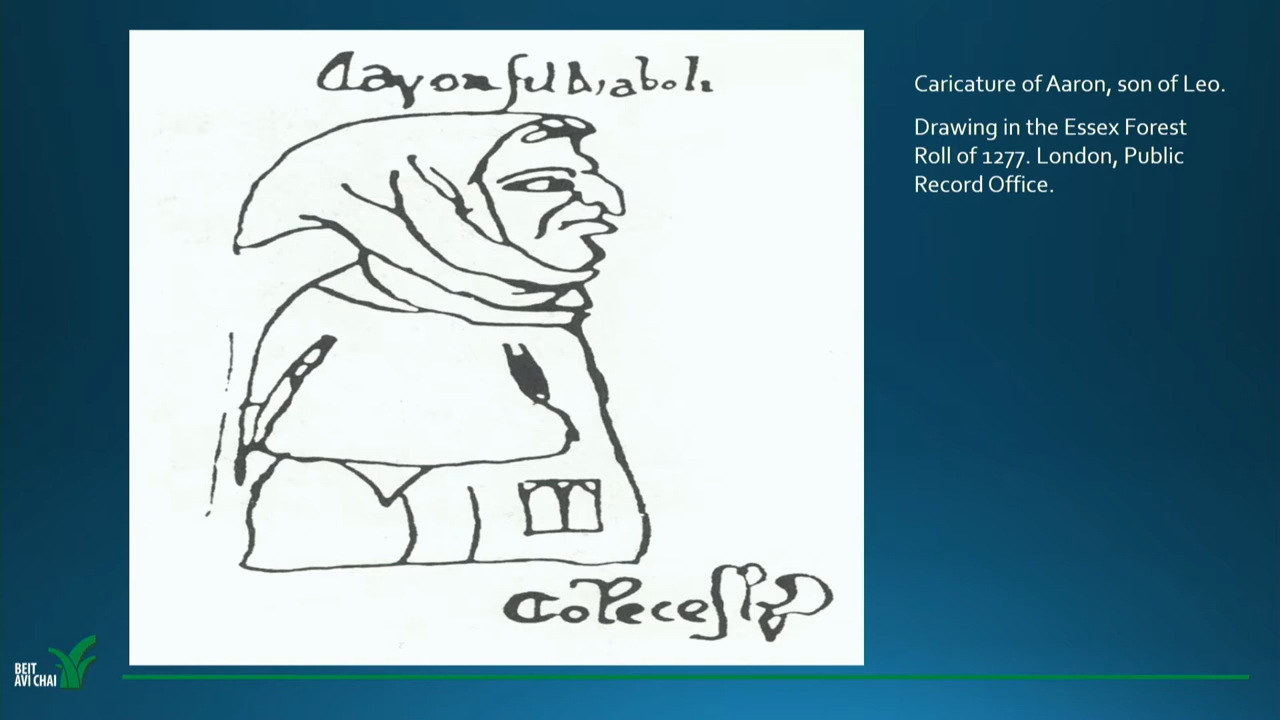 Aaron fil diaboli
Caricature of Aaron, son of Leo.
Drawing in the Essex Forest
Roll of 1277. London, Public
Record Office.
BEIT
AVI CHAI